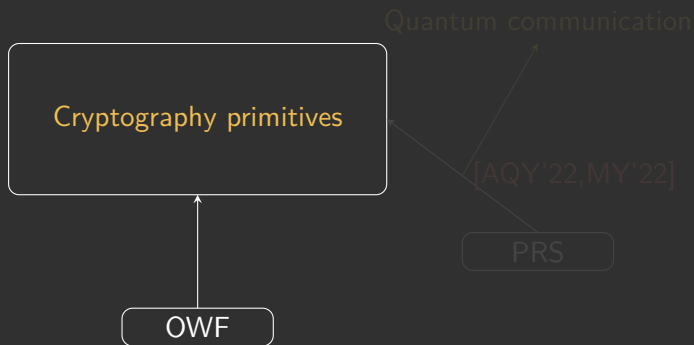 Quantum communication
Cryptography primitives
[AQY'22,MY'22]
PRS
OWF